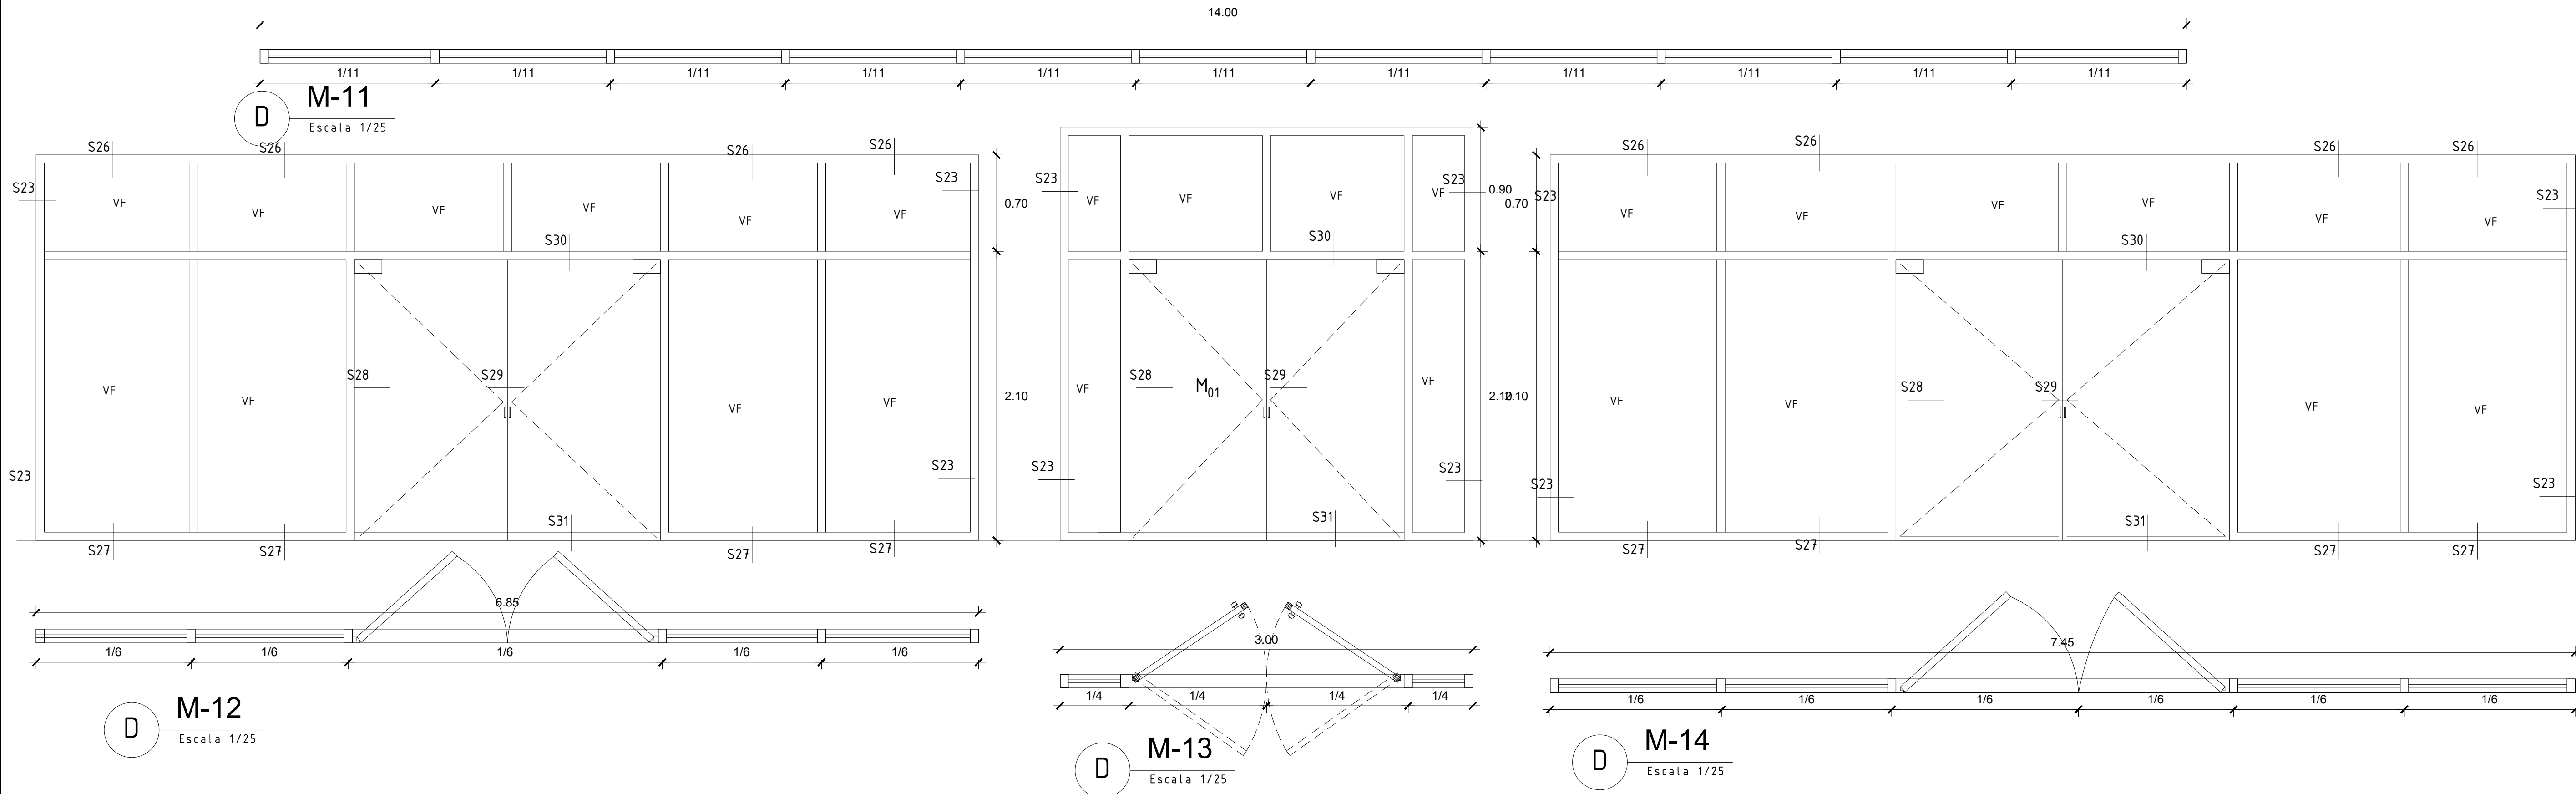 14.00
1/11 1/11 1/11 1/11 1/11 1/11 1/11 1/11 1/11 1/11 1/11
D M-11
Escala 1/25
S26 S26 S26 S26
S23 S23
VF VF VF VF VF VF
0.70
S30
S28 S29
VF VF VF VF
2.10
S23 S23
S31
S27 S27 S27 S27
6.85
1/6 1/6 1/6 1/6 1/6
D M-12
Escala 1/25
S23 S23
VF VF VF VF
0.90
S30
S28 S29
M01
VF VF
2.10
S23 S23
S31
3.00
1/4 1/4 1/4 1/4
D M-13
Escala 1/25
S26 S26 S26 S26
0.70
S23 S23
VF VF VF VF VF VF
S30
S28 S29
2.10
VF VF VF VF
S23 S23
S31
S27 S27 S27 S27
7.45
1/6 1/6 1/6 1/6 1/6 1/6
D M-14
Escala 1/25